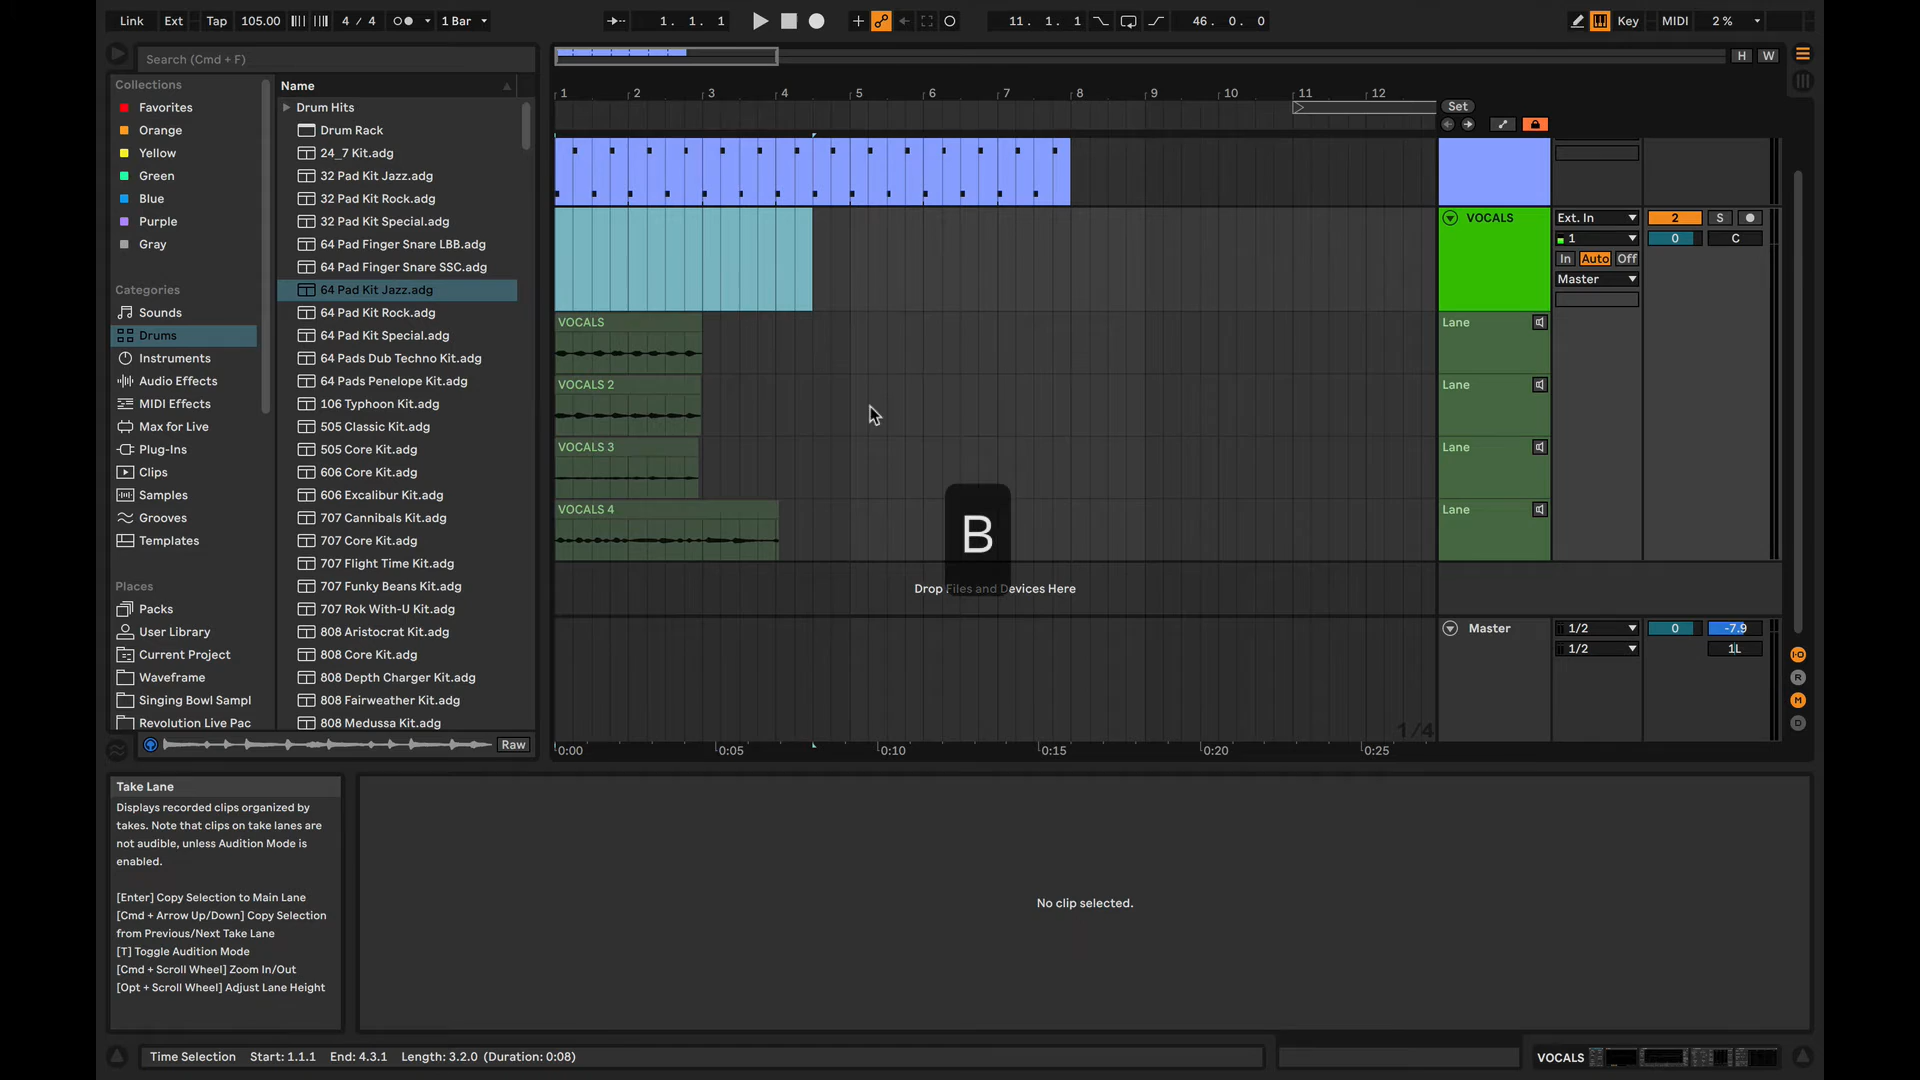 Link Ext Tap 105.00 4 / 4 1 Bar 1. 1. 1 11. 1. 1 46. 0. 0 Key MIDI 2 %
Search (Cmd + F)
H W
Collections
Favorites
Orange
Yellow
Green
Blue
Purple
Gray
Categories
Sounds
Drums
Instruments
Audio Effects
MIDI Effects
Max for Live
Plug-Ins
Clips
Samples
Grooves
Templates
Places
Packs
User Library
Current Project
Waveframe
Singing Bowl Sampl
Revolution Live Pac
Name
Drum Hits
Drum Rack
24_7 Kit.adg
32 Pad Kit Jazz.adg
32 Pad Kit Rock.adg
32 Pad Kit Special.adg
64 Pad Finger Snare LBB.adg
64 Pad Finger Snare SSC.adg
64 Pad Kit Jazz.adg
64 Pad Kit Rock.adg
64 Pad Kit Special.adg
64 Pads Dub Techno Kit.adg
64 Pads Penelope Kit.adg
106 Typhoon Kit.adg
505 Classic Kit.adg
505 Core Kit.adg
606 Core Kit.adg
606 Excalibur Kit.adg
707 Cannibals Kit.adg
707 Core Kit.adg
707 Flight Time Kit.adg
707 Funky Beans Kit.adg
707 Rok With-U Kit.adg
808 Aristocrat Kit.adg
808 Core Kit.adg
808 Depth Charger Kit.adg
808 Fairweather Kit.adg
808 Medussa Kit.adg
Raw
1 2 3 4 5 6 7 8 9 10 11 12
Set
VOCALS Ext. In 2 S
1 0 C
In Auto Off
Master
VOCALS Lane
VOCALS 2 Lane
VOCALS 3 Lane
VOCALS 4 Lane
B
Drop Files and Devices Here
Master 1/2 0 -7.9
1/2 1L
I·O
R
M
D
1/4
0:00 0:05 0:10 0:15 0:20 0:25
Take Lane
Displays recorded clips organized by
takes. Note that clips on take lanes are
not audible, unless Audition Mode is
enabled.
[Enter] Copy Selection to Main Lane
[Cmd + Arrow Up/Down] Copy Selection
from Previous/Next Take Lane
[T] Toggle Audition Mode
[Cmd + Scroll Wheel] Zoom In/Out
[Opt + Scroll Wheel] Adjust Lane Height
No clip selected.
Time Selection Start: 1.1.1 End: 4.3.1 Length: 3.2.0 (Duration: 0:08)
VOCALS